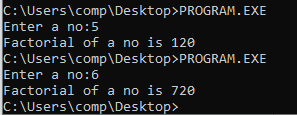 C:\Users\comp\Desktop>PROGRAM.EXE
Enter a no:5
Factorial of a no is 120
C:\Users\comp\Desktop>PROGRAM.EXE
Enter a no:6
Factorial of a no is 720
C:\Users\comp\Desktop>